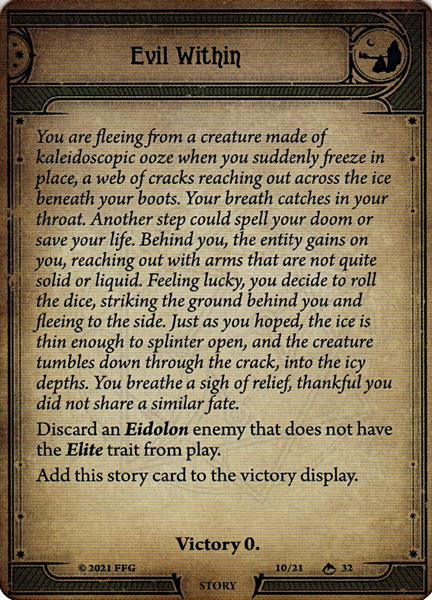 Evil Within
You are fleeing from a creature made of
kaleidoscopic ooze when you suddenly freeze in
place, a web of cracks reaching out across the ice
beneath your boots. Your breath catches in your
throat. Another step could spell your doom or
save your life. Behind you, the entity gains on
you, reaching out with arms that are not quite
solid or liquid. Feeling lucky, you decide to roll
the dice, striking the ground behind you and
fleeing to the side. Just as you hoped, the ice is
thin enough to splinter open, and the creature
tumbles down through the crack, into the icy
depths. You breathe a sigh of relief, thankful you
did not share a similar fate.
Discard an Eidolon enemy that does not have
the Elite trait from play.
Add this story card to the victory display.
Victory 0.
© 2021 FFG 10/21 32
STORY